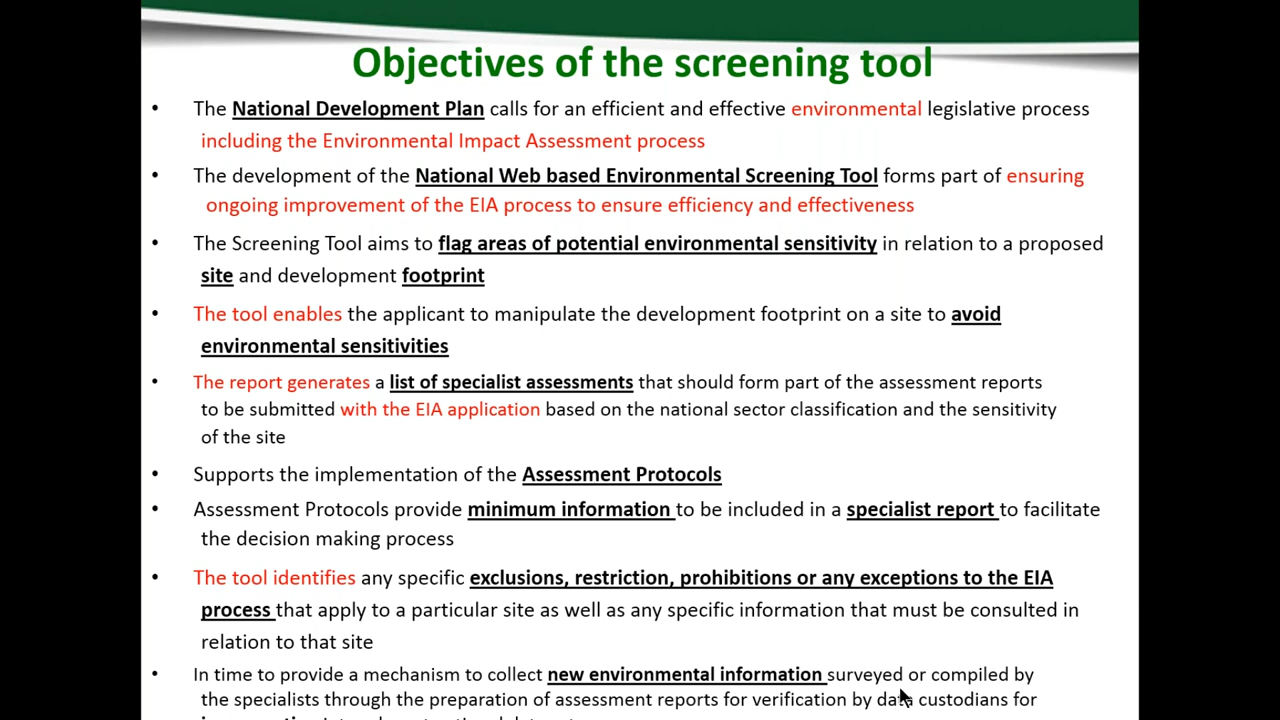 Objectives of the screening tool
• The National Development Plan calls for an efficient and effective environmental legislative process
including the Environmental Impact Assessment process
• The development of the National Web based Environmental Screening Tool forms part of ensuring
ongoing improvement of the EIA process to ensure efficiency and effectiveness
• The Screening Tool aims to flag areas of potential environmental sensitivity in relation to a proposed
site and development footprint
• The tool enables the applicant to manipulate the development footprint on a site to avoid
environmental sensitivities
• The report generates a list of specialist assessments that should form part of the assessment reports
to be submitted with the EIA application based on the national sector classification and the sensitivity
of the site
• Supports the implementation of the Assessment Protocols
• Assessment Protocols provide minimum information to be included in a specialist report to facilitate
the decision making process
• The tool identifies any specific exclusions, restriction, prohibitions or any exceptions to the EIA
process that apply to a particular site as well as any specific information that must be consulted in
relation to that site
• In time to provide a mechanism to collect new environmental information surveyed or compiled by
the specialists through the preparation of assessment reports for verification by data custodians for